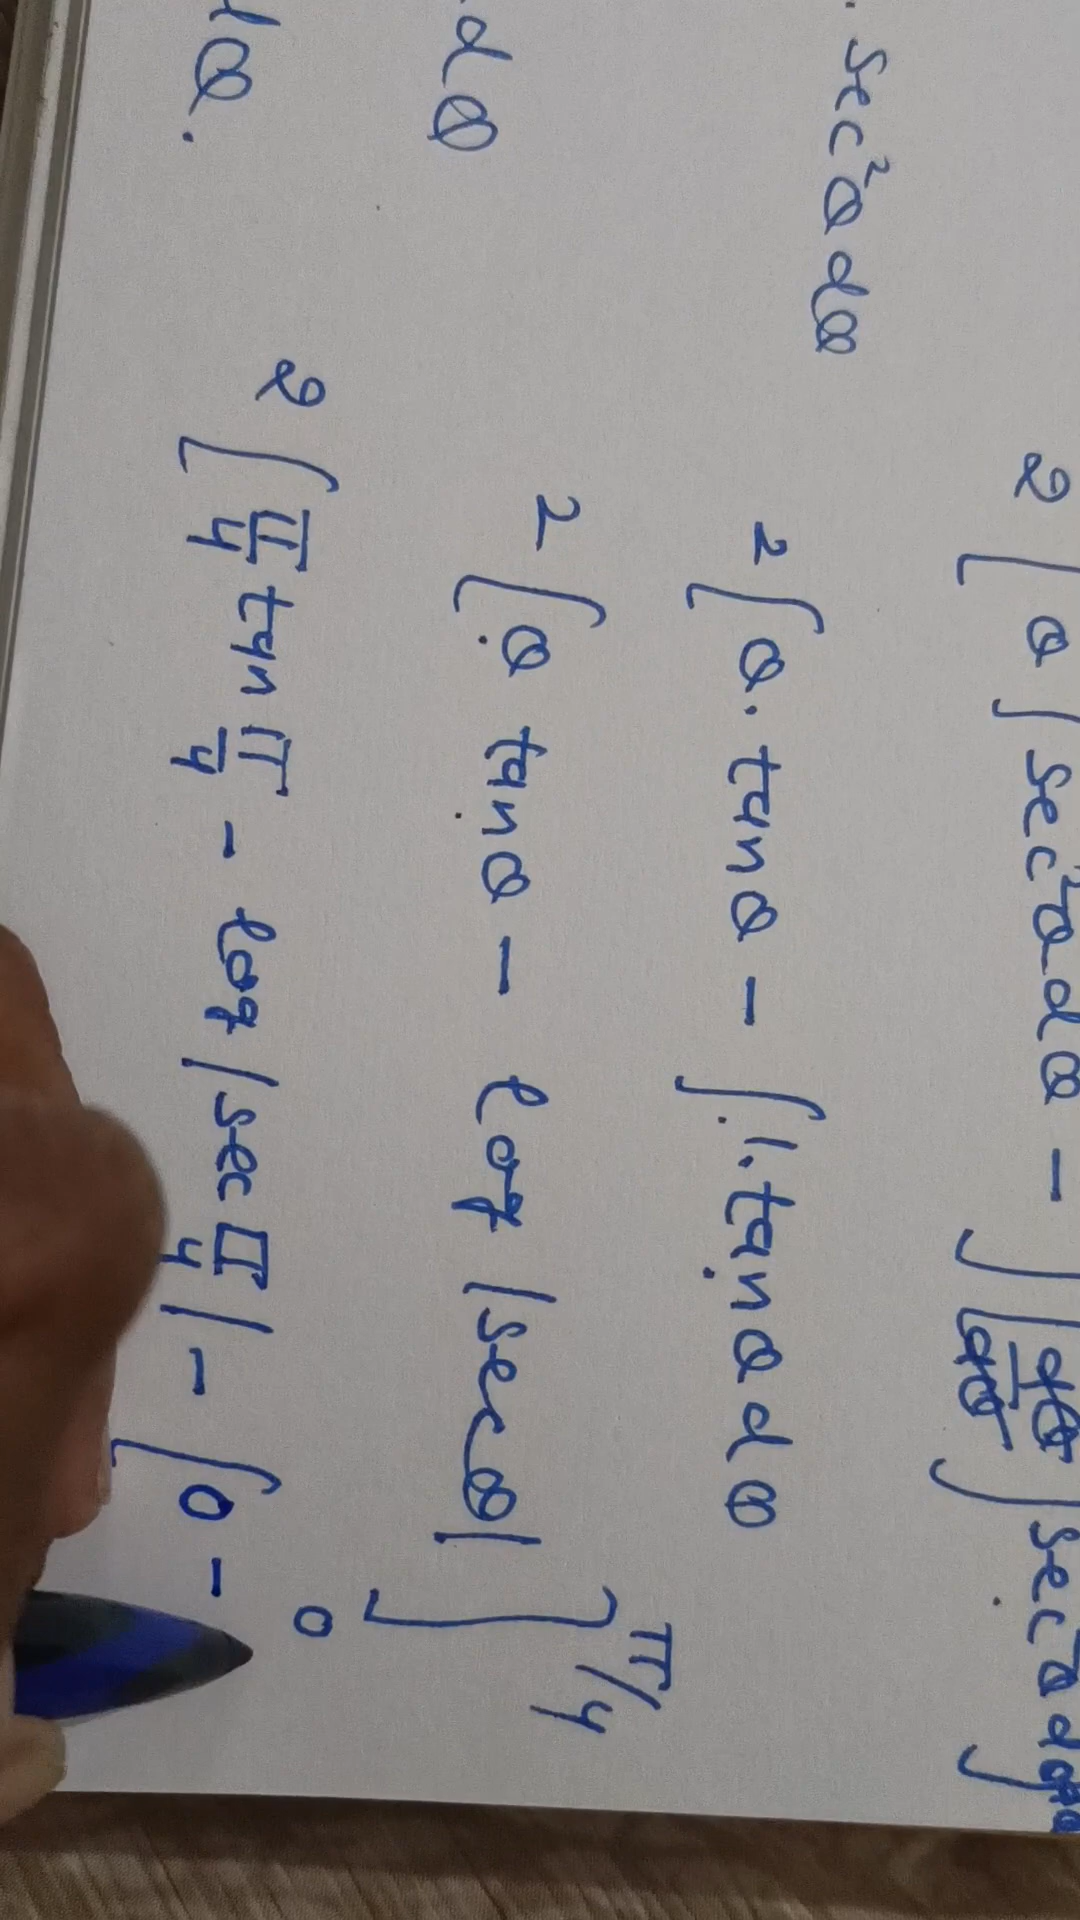 . sec²θ dθ
dθ
dθ.
2 [ θ ∫ sec²θ dθ - ∫ [ dθ/dθ ∫ sec²θ dθ
2 [ θ . tanθ - ∫ 1. tanθ dθ
2 [ θ tanθ - log |secθ| ]₀^π/4
2 [ π/4 tan π/4 - log |sec π/4| - [ 0 -